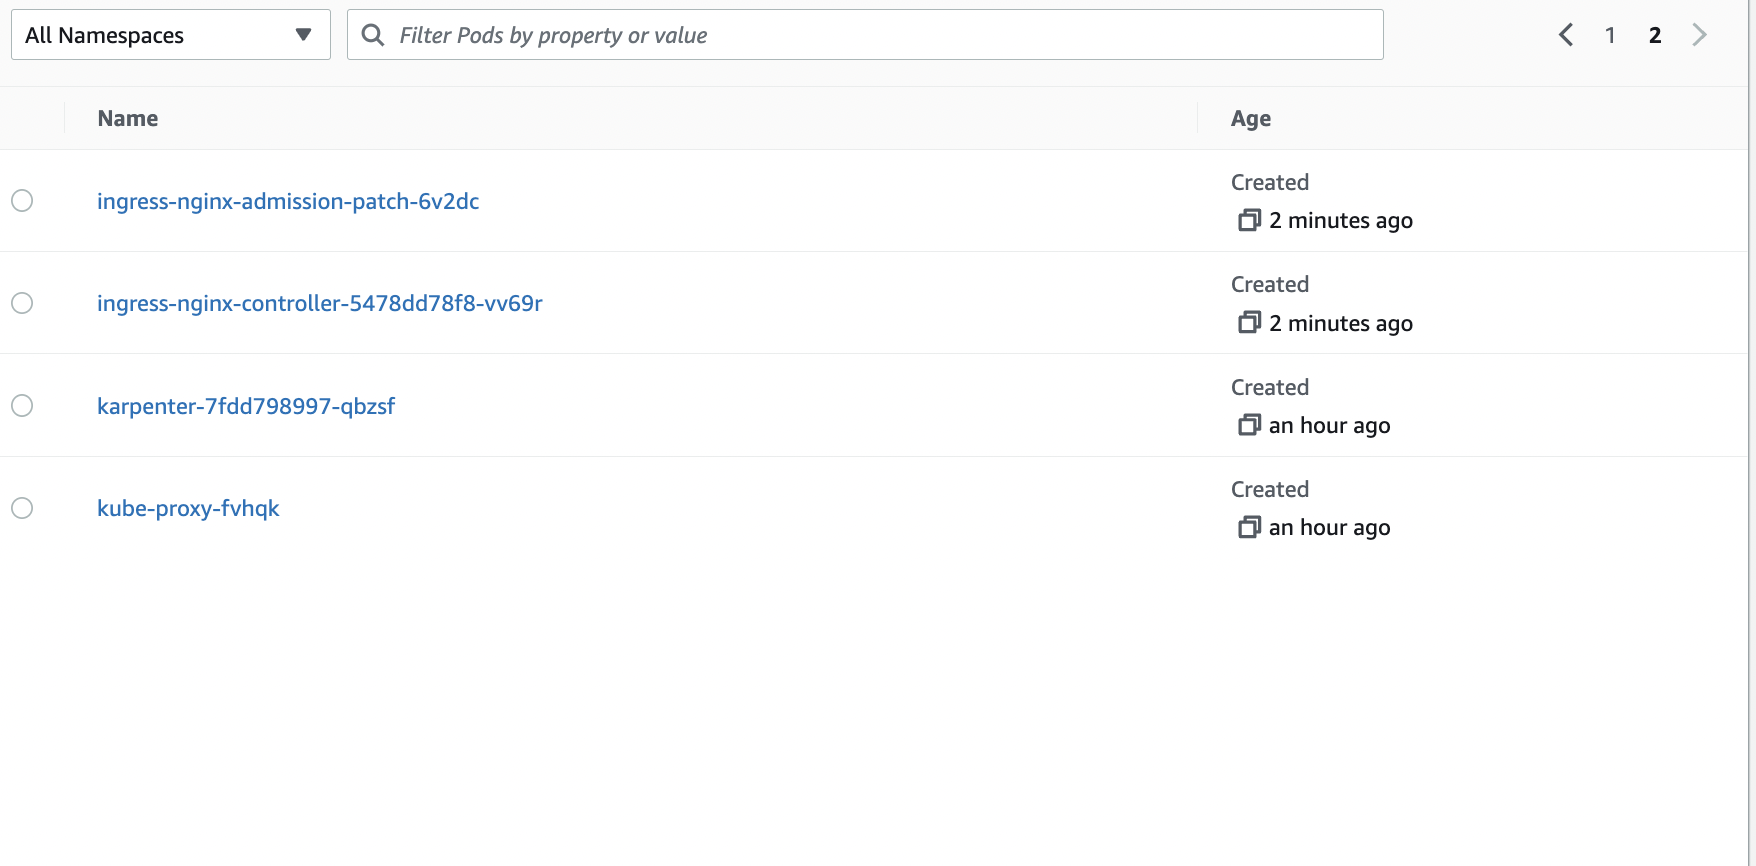 All Namespaces
Filter Pods by property or value
1 2
Name Age
ingress-nginx-admission-patch-6v2dc
Created
2 minutes ago
ingress-nginx-controller-5478dd78f8-vv69r
Created
2 minutes ago
karpenter-7fdd798997-qbzsf
Created
an hour ago
kube-proxy-fvhqk
Created
an hour ago